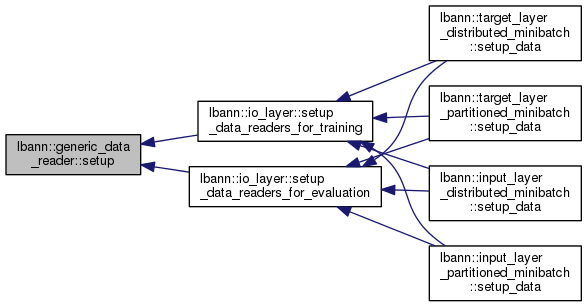 lbann::generic_data
_reader::setup
lbann::io_layer::setup
_data_readers_for_training
lbann::io_layer::setup
_data_readers_for_evaluation
lbann::target_layer
_distributed_minibatch
::setup_data
lbann::target_layer
_partitioned_minibatch
::setup_data
lbann::input_layer
_distributed_minibatch
::setup_data
lbann::input_layer
_partitioned_minibatch
::setup_data